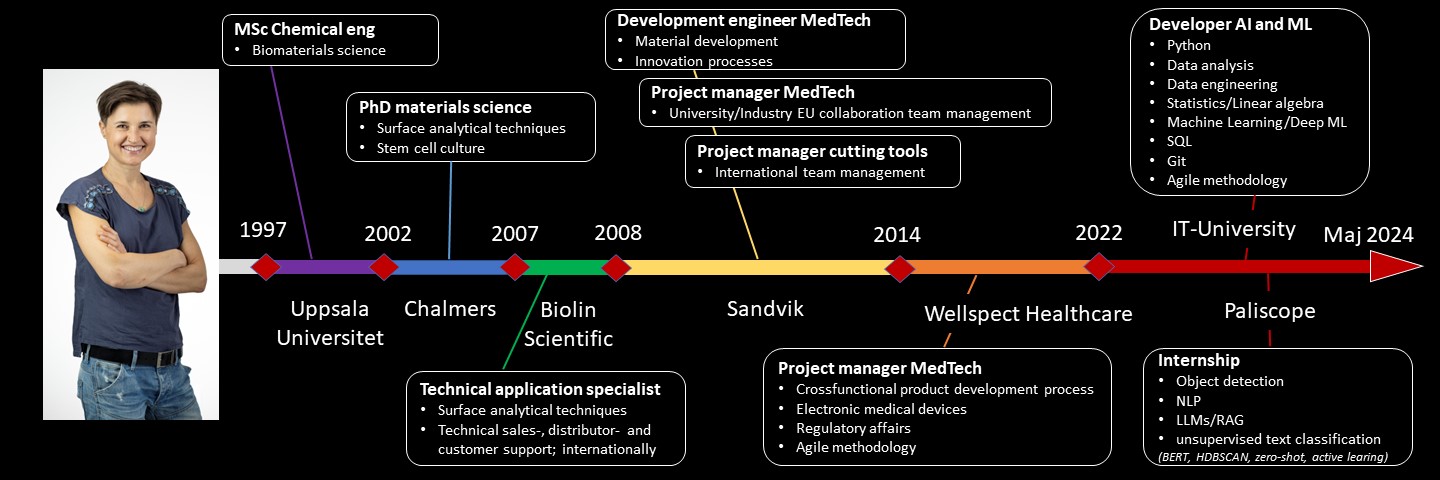 MSc Chemical eng
• Biomaterials science
PhD materials science
• Surface analytical techniques
• Stem cell culture
Development engineer MedTech
• Material development
• Innovation processes
Project manager MedTech
• University/Industry EU collaboration team management
Project manager cutting tools
• International team management
Developer AI and ML
• Python
• Data analysis
• Data engineering
• Statistics/Linear algebra
• Machine Learning/Deep ML
• SQL
• Git
• Agile methodology
1997
2002
2007
2008
2014
2022
IT-University
Maj 2024
Uppsala
Universitet
Chalmers
Biolin
Scientific
Sandvik
Wellspect Healthcare
Paliscope
Technical application specialist
• Surface analytical techniques
• Technical sales-, distributor- and
customer support; internationally
Project manager MedTech
• Crossfunctional product development process
• Electronic medical devices
• Regulatory affairs
• Agile methodology
Internship
• Object detection
• NLP
• LLMs/RAG
• unsupervised text classification
(BERT, HDBSCAN, zero-shot, active learing)